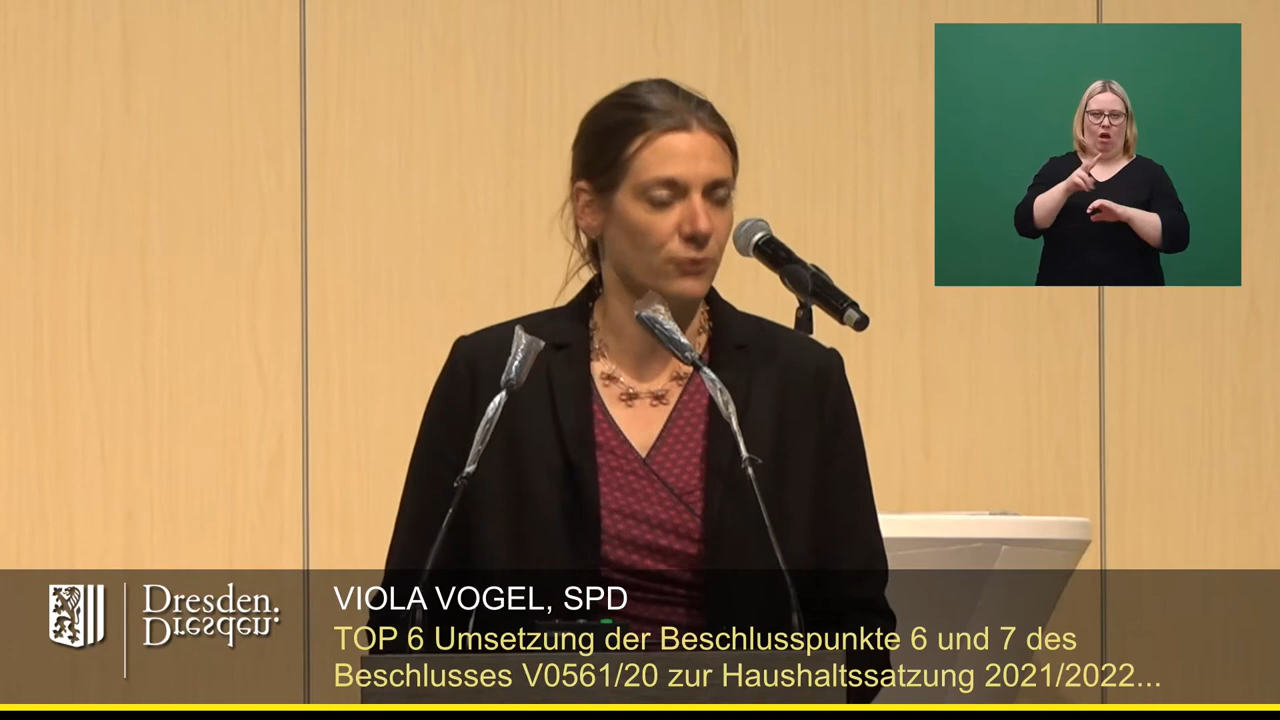 Dresden.
Dresden.
VIOLA VOGEL, SPD
TOP 6 Umsetzung der Beschlusspunkte 6 und 7 des
Beschlusses V0561/20 zur Haushaltssatzung 2021/2022...